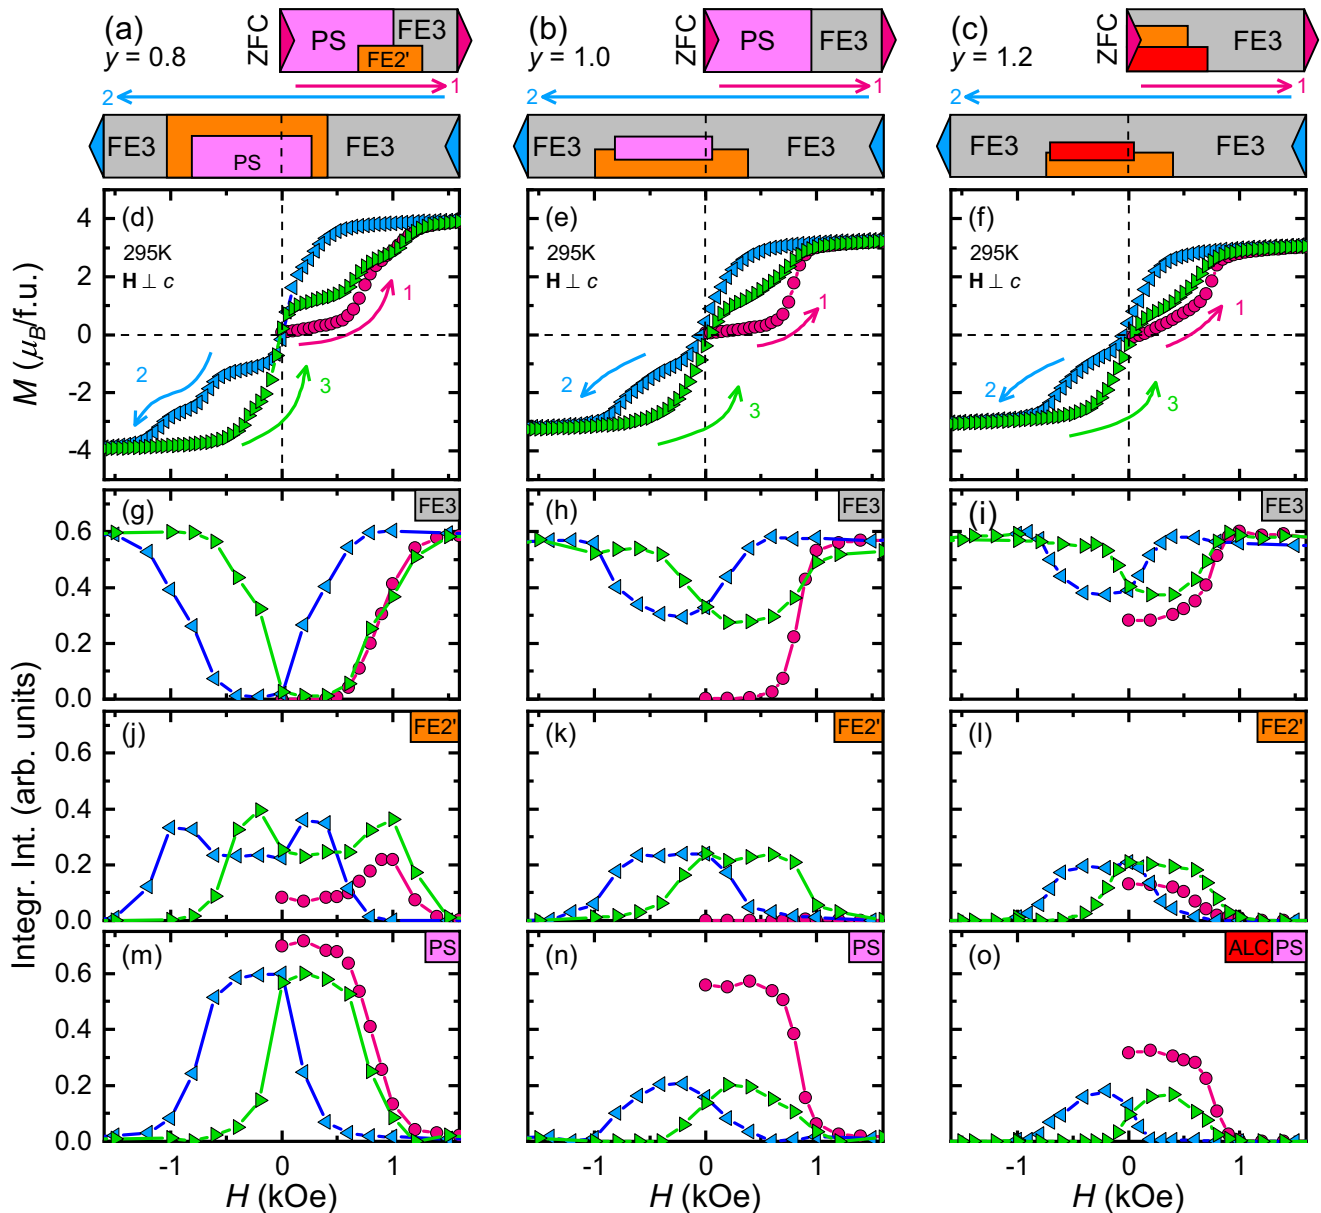 (a)
y = 0.8
ZFC
PS
FE3
FE2'
1
2
FE3
PS
FE3
(b)
y = 1.0
ZFC
PS
FE3
1
2
FE3
FE3
(c)
y = 1.2
ZFC
FE3
1
2
FE3
FE3
M (μB/f.u.)
4
2
0
-2
-4
(d)
295K
H ⊥ c
1
2
3
(e)
295K
H ⊥ c
1
2
3
(f)
295K
H ⊥ c
1
2
3
Integr. Int. (arb. units)
0.6
0.4
0.2
0.0
(g)
FE3
(h)
FE3
(i)
FE3
0.6
0.4
0.2
0.0
(j)
FE2'
(k)
FE2'
(l)
FE2'
0.6
0.4
0.2
0.0
(m)
PS
(n)
PS
(o)
ALC PS
-1 0 1
-1 0 1
-1 0 1
H (kOe)
H (kOe)
H (kOe)